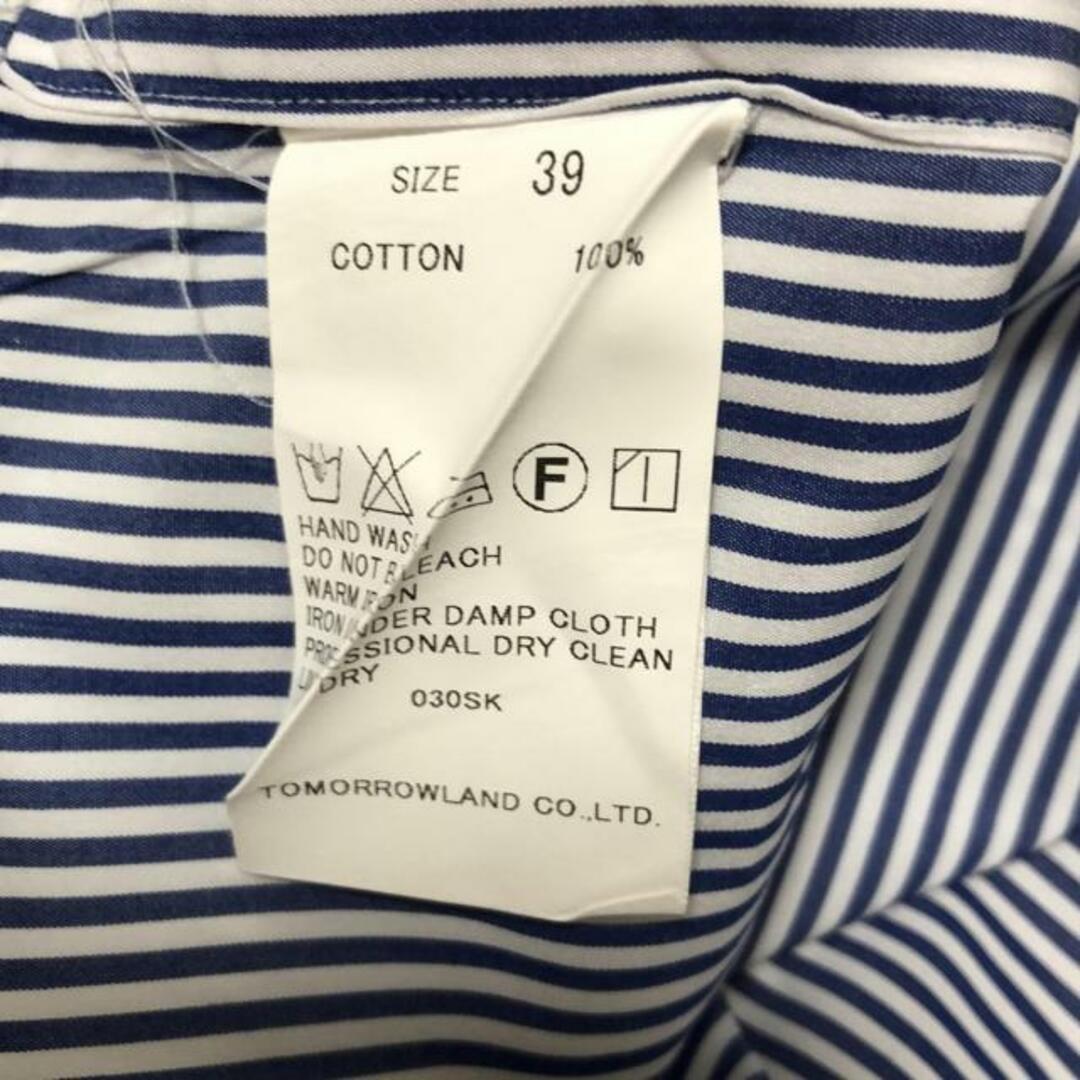 SIZE 39
COTTON 100%
F
HAND WASH
DO NOT BLEACH
WARM IRON
IRON UNDER DAMP CLOTH
SSIONAL DRY CLEAN
DRY
030SK
TOMORROWLAND CO.,LTD.